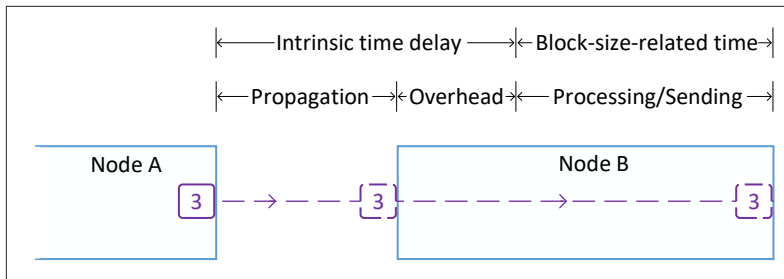 Intrinsic time delay Block-size-related time
Propagation Overhead Processing/Sending
Node A Node B
3 3 3